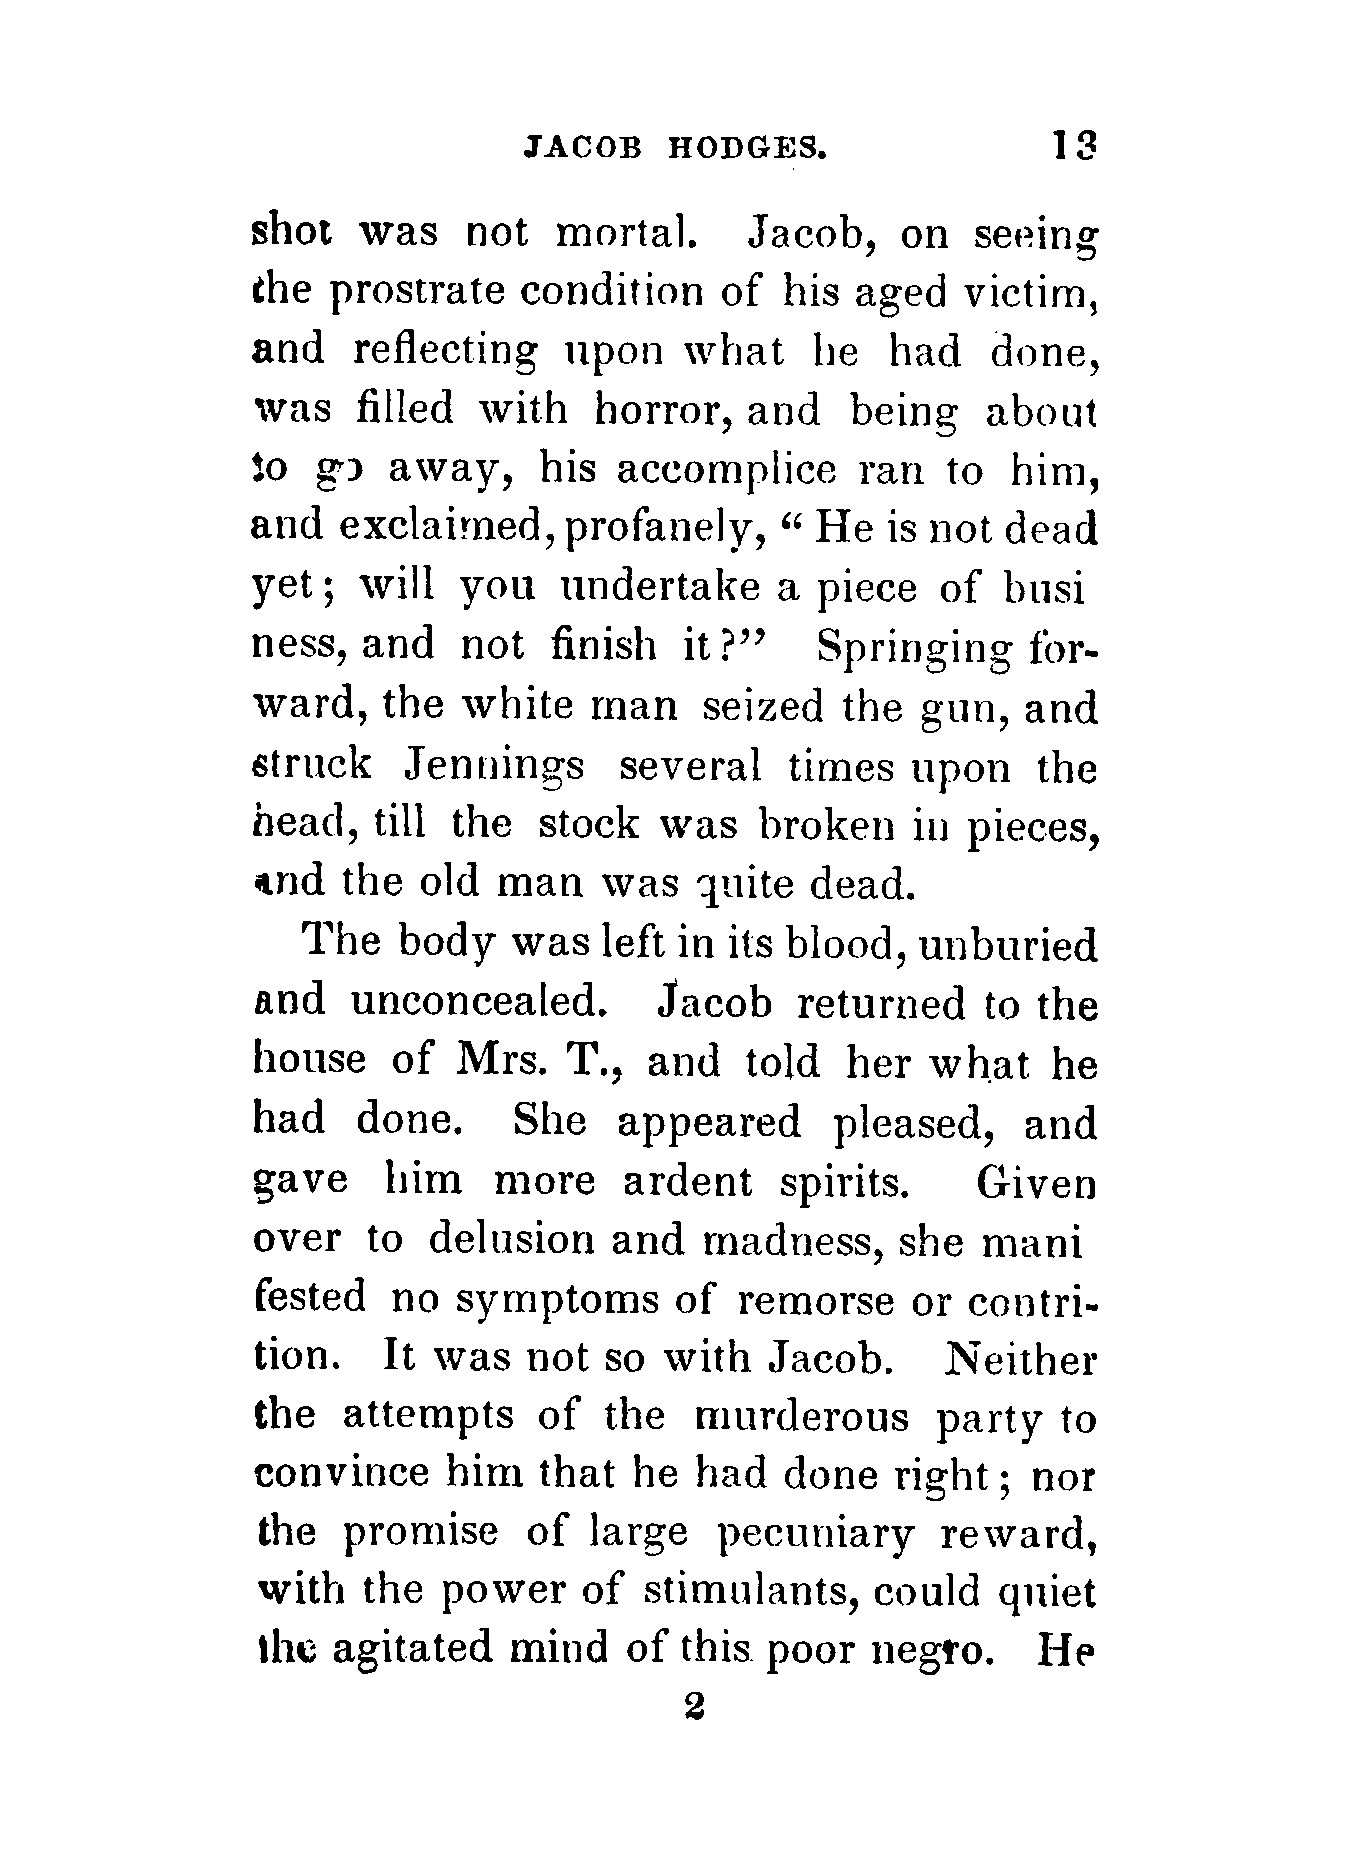 JACOB HODGES. 13
shot was not mortal. Jacob, on seeing
the prostrate condition of his aged victim,
and reflecting upon what he had done,
was filled with horror, and being about
to go away, his accomplice ran to him,
and exclaimed, profanely, “ He is not dead
yet ; will you undertake a piece of busi
ness, and not finish it ?” Springing for-
ward, the white man seized the gun, and
struck Jennings several times upon the
head, till the stock was broken in pieces,
and the old man was quite dead.
The body was left in its blood, unburied
and unconcealed. Jacob returned to the
house of Mrs. T., and told her what he
had done. She appeared pleased, and
gave him more ardent spirits. Given
over to delusion and madness, she mani
fested no symptoms of remorse or contri-
tion. It was not so with Jacob. Neither
the attempts of the murderous party to
convince him that he had done right ; nor
the promise of large pecuniary reward,
with the power of stimulants, could quiet
the agitated mind of this poor negro. He
2